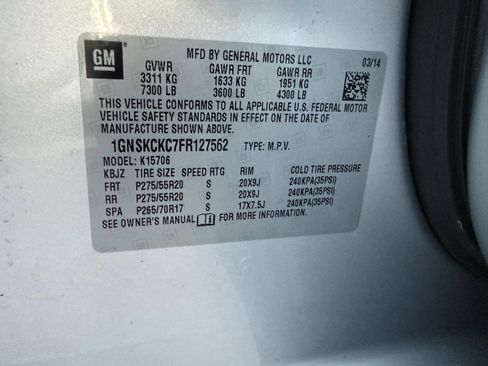 GM MFD BY GENERAL MOTORS LLC 03/14
GVWR GAWR FRT GAWR RR
3311 KG 1633 KG 1951 KG
7300 LB 3600 LB 4300 LB
THIS VEHICLE CONFORMS TO ALL APPLICABLE U.S. FEDERAL MOTOR
VEHICLE SAFETY STANDARDS IN EFFECT ON THE DATE OF
MANUFACTURE SHOWN ABOVE.
1GNSKCKC7FR127562 TYPE: M.P.V.
MODEL: K15706
KBJZ TIRE SIZE SPEED RTG RIM COLD TIRE PRESSURE
FRT P275/55R20 S 20X9J 240KPA(35PSI)
RR P275/55R20 S 20X9J 240KPA(35PSI)
SPA P265/70R17 S 17X7.5J 240KPA(35PSI)
SEE OWNER'S MANUAL FOR MORE INFORMATION.